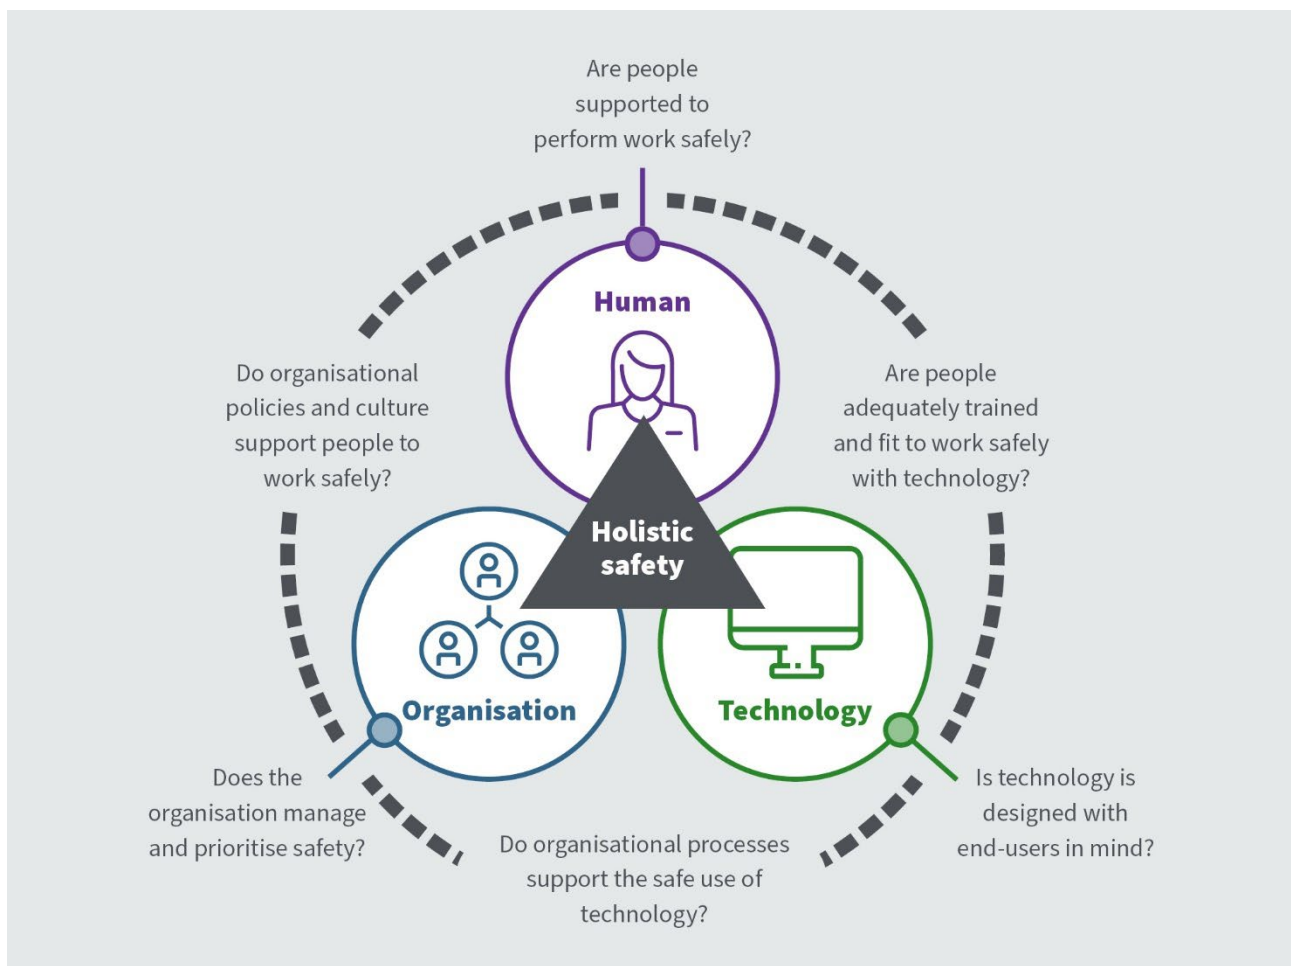 Are people
supported to
perform work safely?
Human
Do organisational
policies and culture
support people to
work safely?
Are people
adequately trained
and fit to work safely
with technology?
Holistic
safety
Organisation
Technology
Does the
organisation manage
and prioritise safety?
Do organisational processes
support the safe use of
technology?
Is technology is
designed with
end-users in mind?